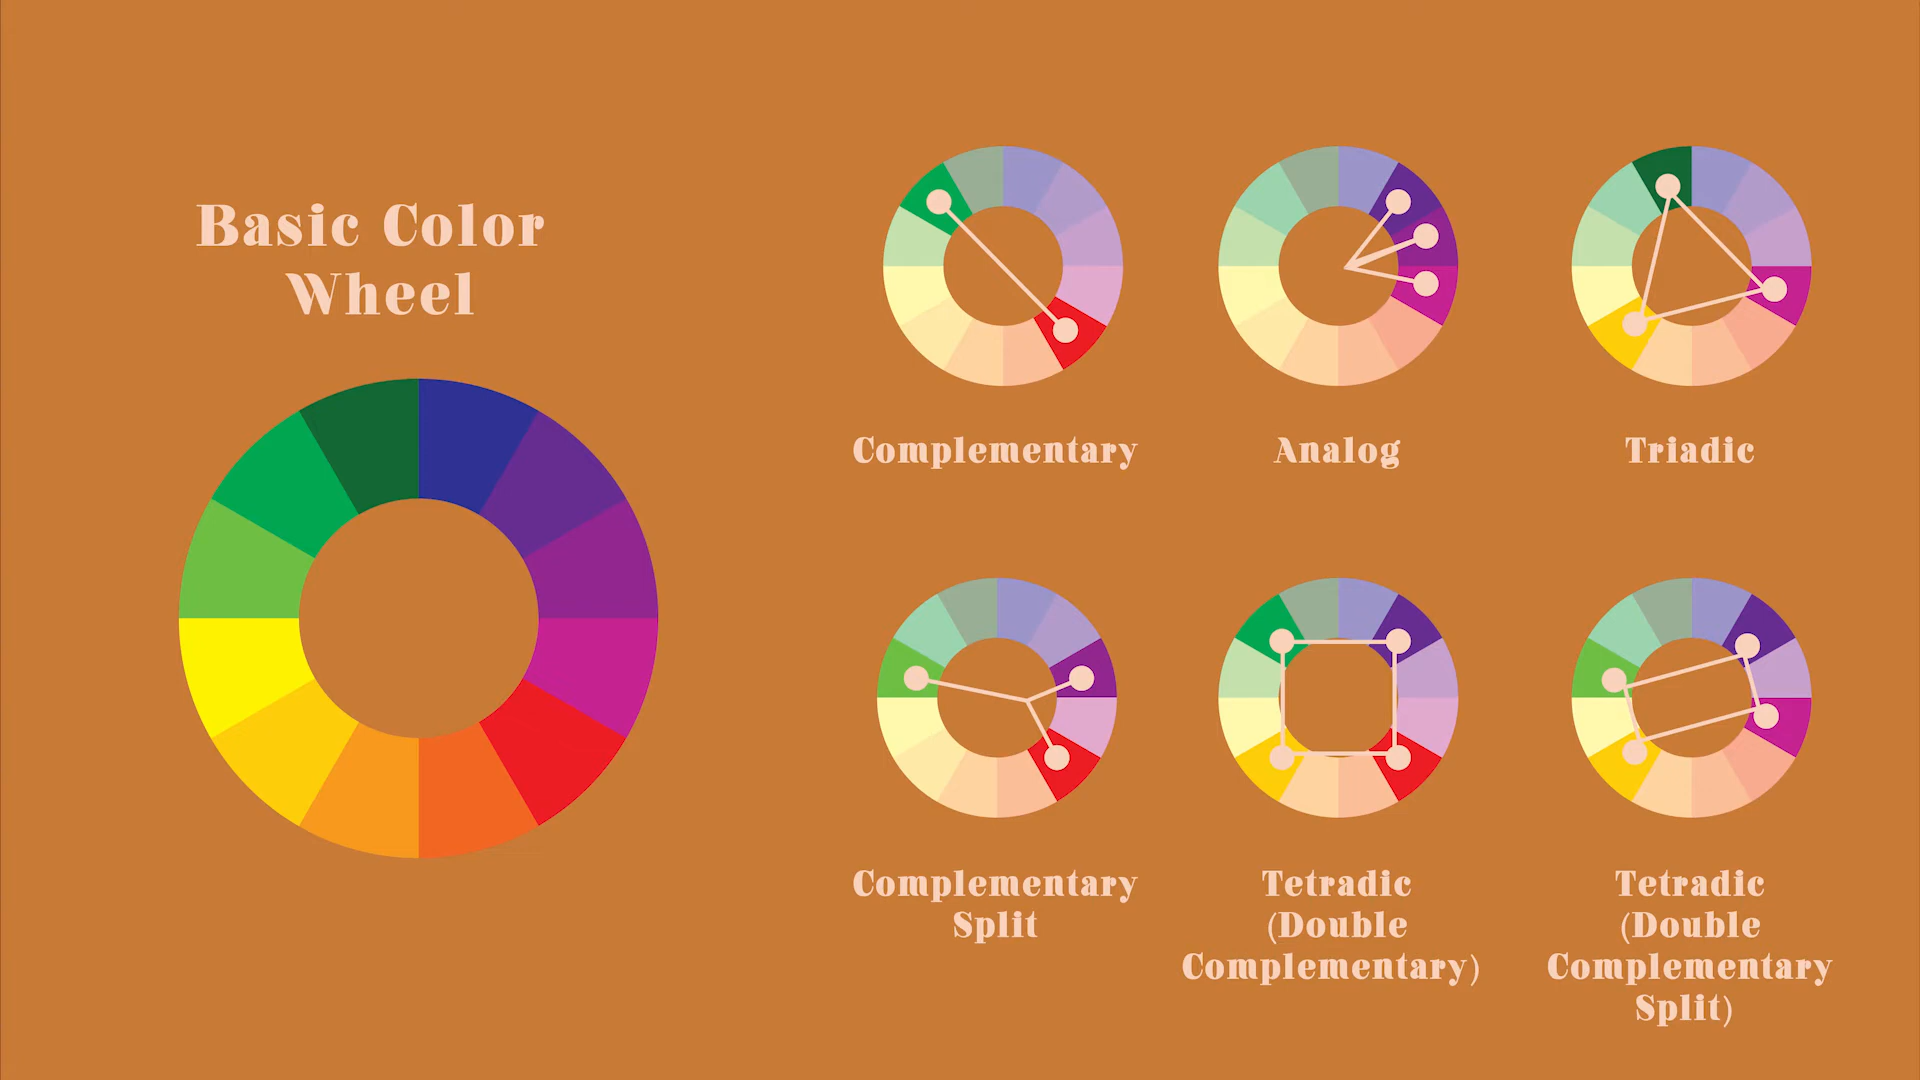 Basic Color
Wheel
Complementary
Analog
Triadic
Complementary
Split
Tetradic
(Double
Complementary)
Tetradic
(Double
Complementary
Split)